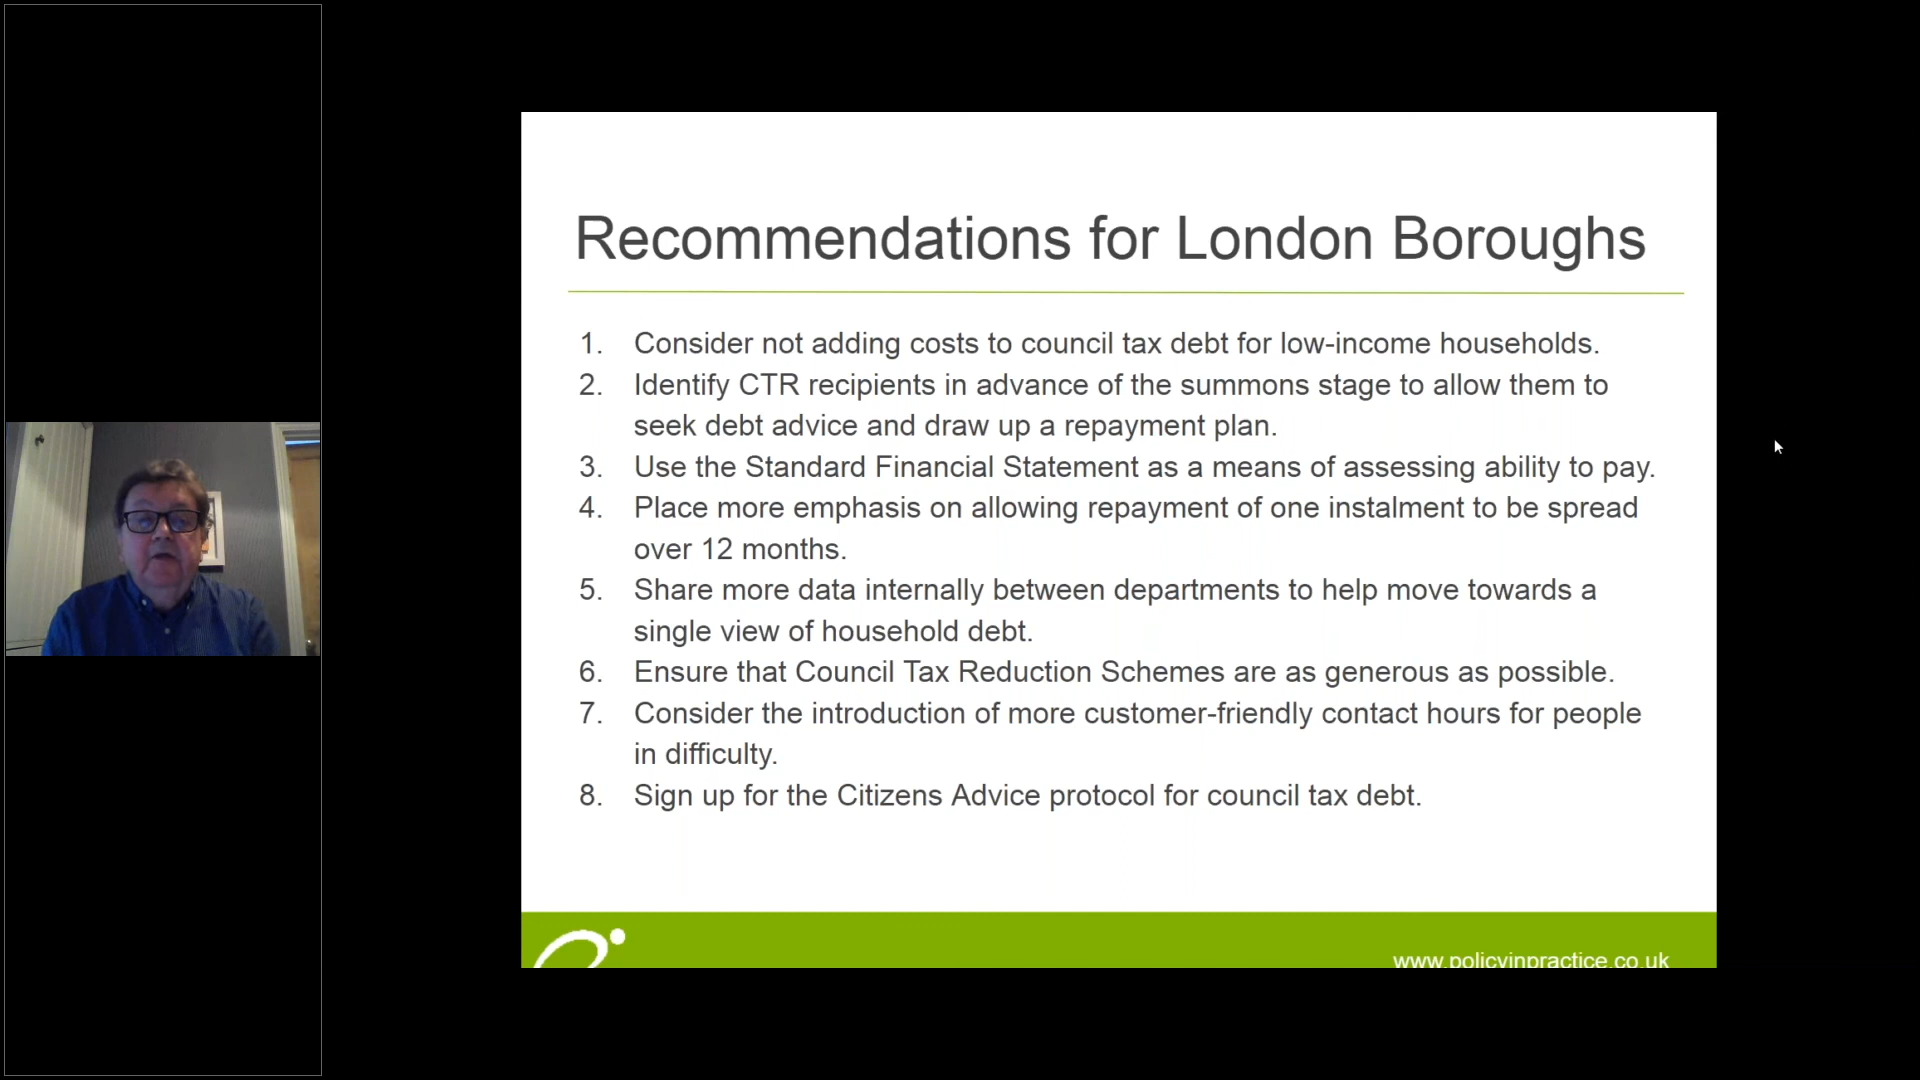 Recommendations for London Boroughs
1. Consider not adding costs to council tax debt for low-income households.
2. Identify CTR recipients in advance of the summons stage to allow them to
seek debt advice and draw up a repayment plan.
3. Use the Standard Financial Statement as a means of assessing ability to pay.
4. Place more emphasis on allowing repayment of one instalment to be spread
over 12 months.
5. Share more data internally between departments to help move towards a
single view of household debt.
6. Ensure that Council Tax Reduction Schemes are as generous as possible.
7. Consider the introduction of more customer-friendly contact hours for people
in difficulty.
8. Sign up for the Citizens Advice protocol for council tax debt.
www.policyinpractice.co.uk